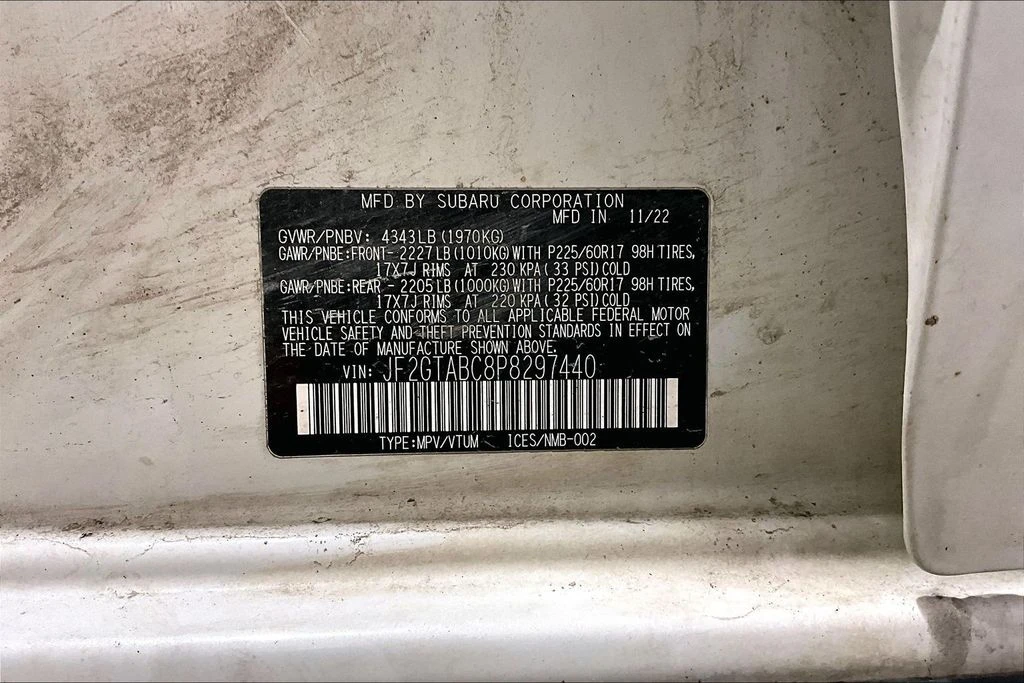 MFD BY SUBARU CORPORATION
MFD IN 11/22
GVWR/PNBV: 4343LB(1970KG)
GAWR/PNBE:FRONT- 2227LB(1010KG)WITH P225/60R17 98H TIRES,
17X7J RIMS AT 230 KPA(33 PSI)COLD
GAWR/PNBE:REAR - 2205LB(1000KG)WITH P225/60R17 98H TIRES,
17X7J RIMS AT 220 KPA(32 PSI)COLD
THIS VEHICLE CONFORMS TO ALL APPLICABLE FEDERAL MOTOR
VEHICLE SAFETY AND THEFT PREVENTION STANDARDS IN EFFECT ON
THE DATE OF MANUFACTURE SHOWN ABOVE.
VIN: JF2GTABC8P8297440
TYPE:MPV/VTUM ICES/NMB-002